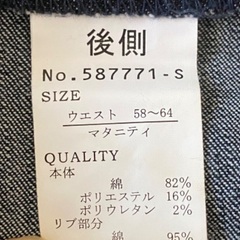 後側
No.587771-S
SIZE
ウエスト 58～64
マタニティ
QUALITY
本体
綿 82%
ポリエステル 16%
ポリウレタン 2%
リブ部分
綿 95%